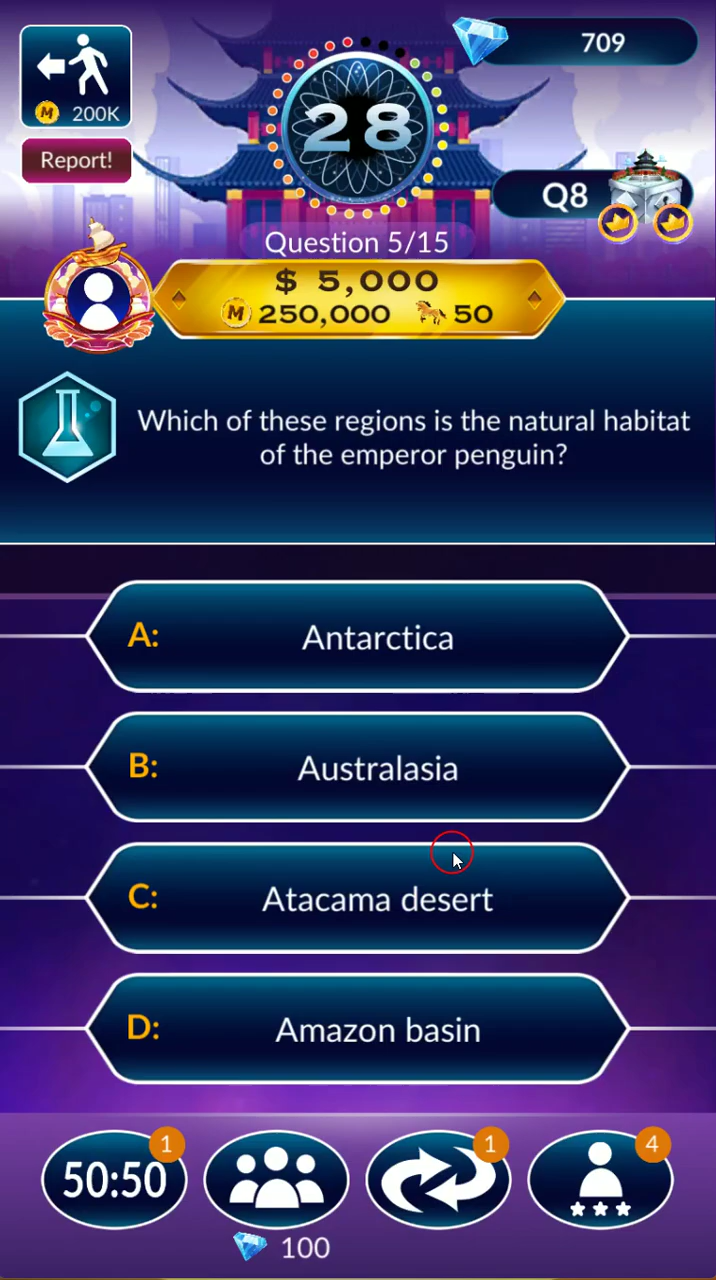 709
M 200K
28
Report!
Q8
Question 5/15
$ 5,000
M 250,000 50
Which of these regions is the natural habitat
of the emperor penguin?
A: Antarctica
B: Australasia
C: Atacama desert
D: Amazon basin
1 1 4
50:50
100